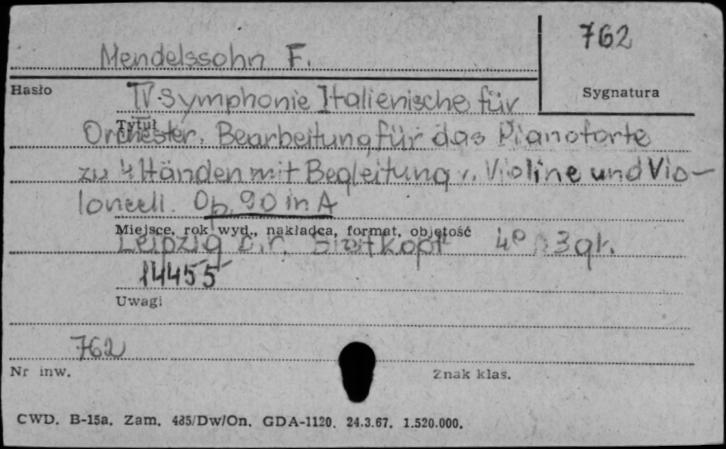 762
Mendelssohn F.
Hasło
Sygnatura
IV Symphonie Italienische für
Tytuł
Orchester. Bearbeitung für das Pianoforte
zu 4 Händen mit Begleitung v. Violine und Vio-
loncell. Op. 90 in A
Miejsce, rok wyd., nakładca, format, objętość
Leipzig b.r. 4° 3 gł.
14455
Uwagi
762
Nr inw.
Znak klas.
CWD. B-15a. Zam. 485/Dw/On. GDA-1120. 24.3.67. 1.520.000.